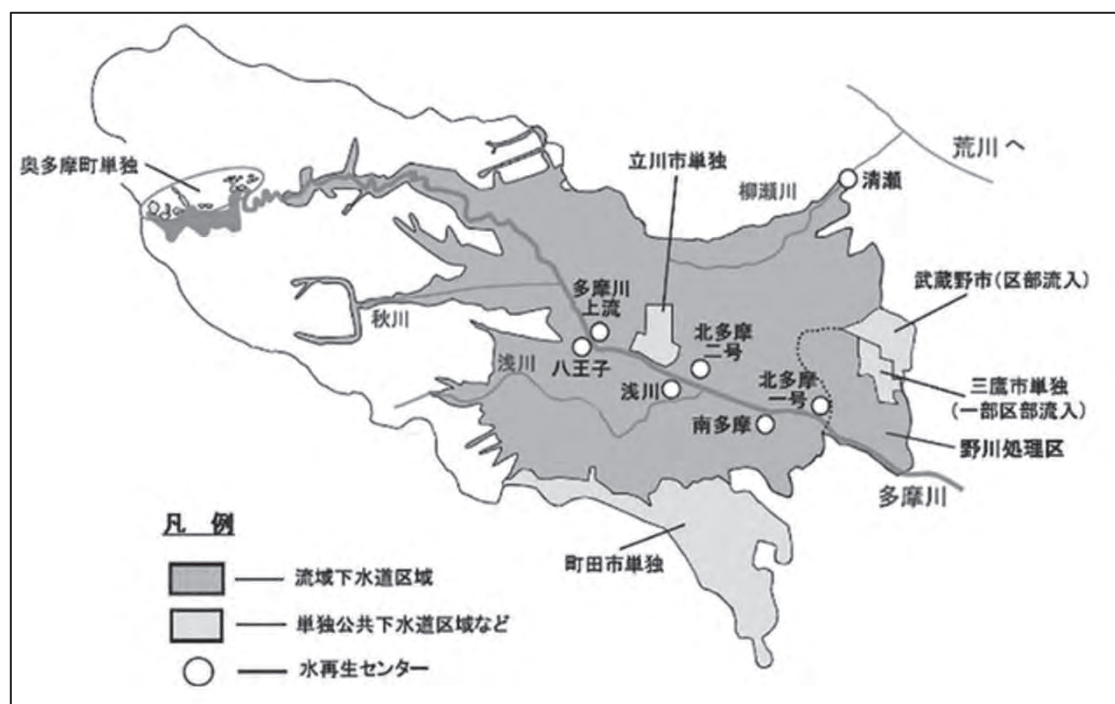 奥多摩町単独
立川市単独
荒川へ
柳瀬川
清瀬
武蔵野市(区部流入)
多摩川
上流
秋川
北多摩
二号
八王子
浅川
浅川
北多摩
一号
三鷹市単独
(一部区部流入)
南多摩
野川処理区
多摩川
町田市単独
凡 例
流域下水道区域
単独公共下水道区域など
水再生センター